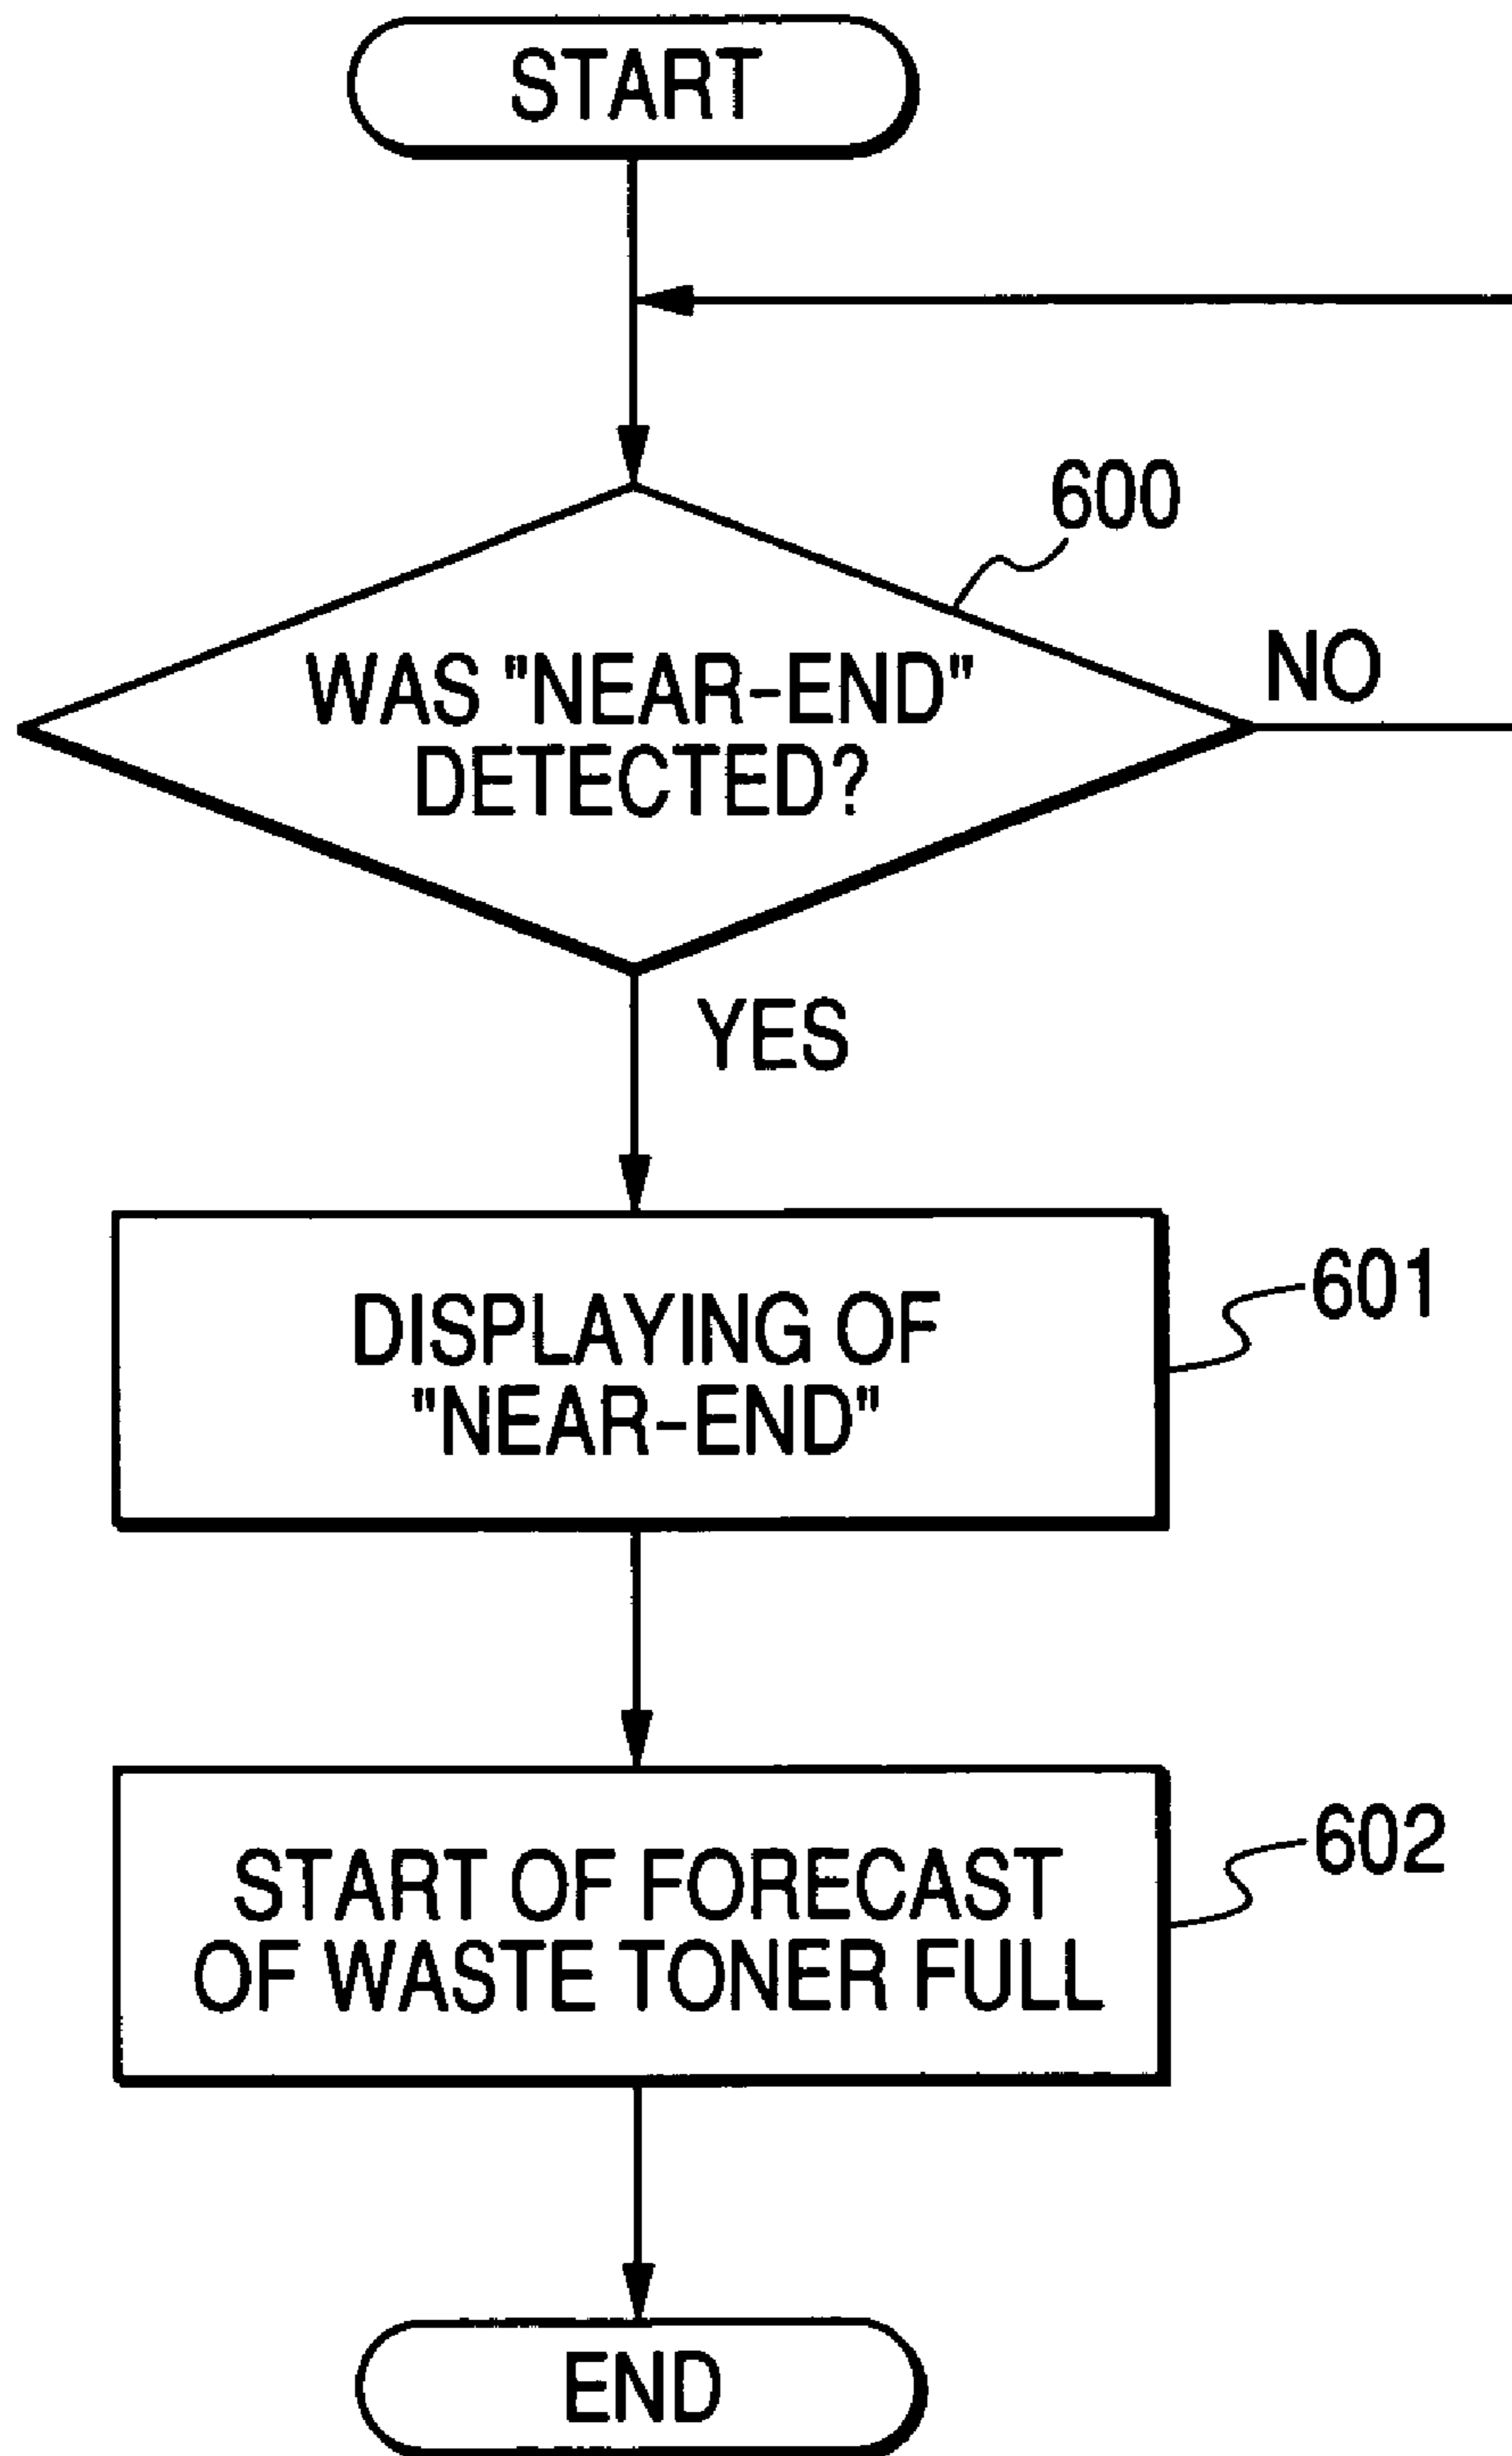 START
600
WAS "NEAR-END"
DETECTED?
NO
YES
DISPLAYING OF
"NEAR-END"
601
START OF FORECAST
OF WASTE TONER FULL
602
END